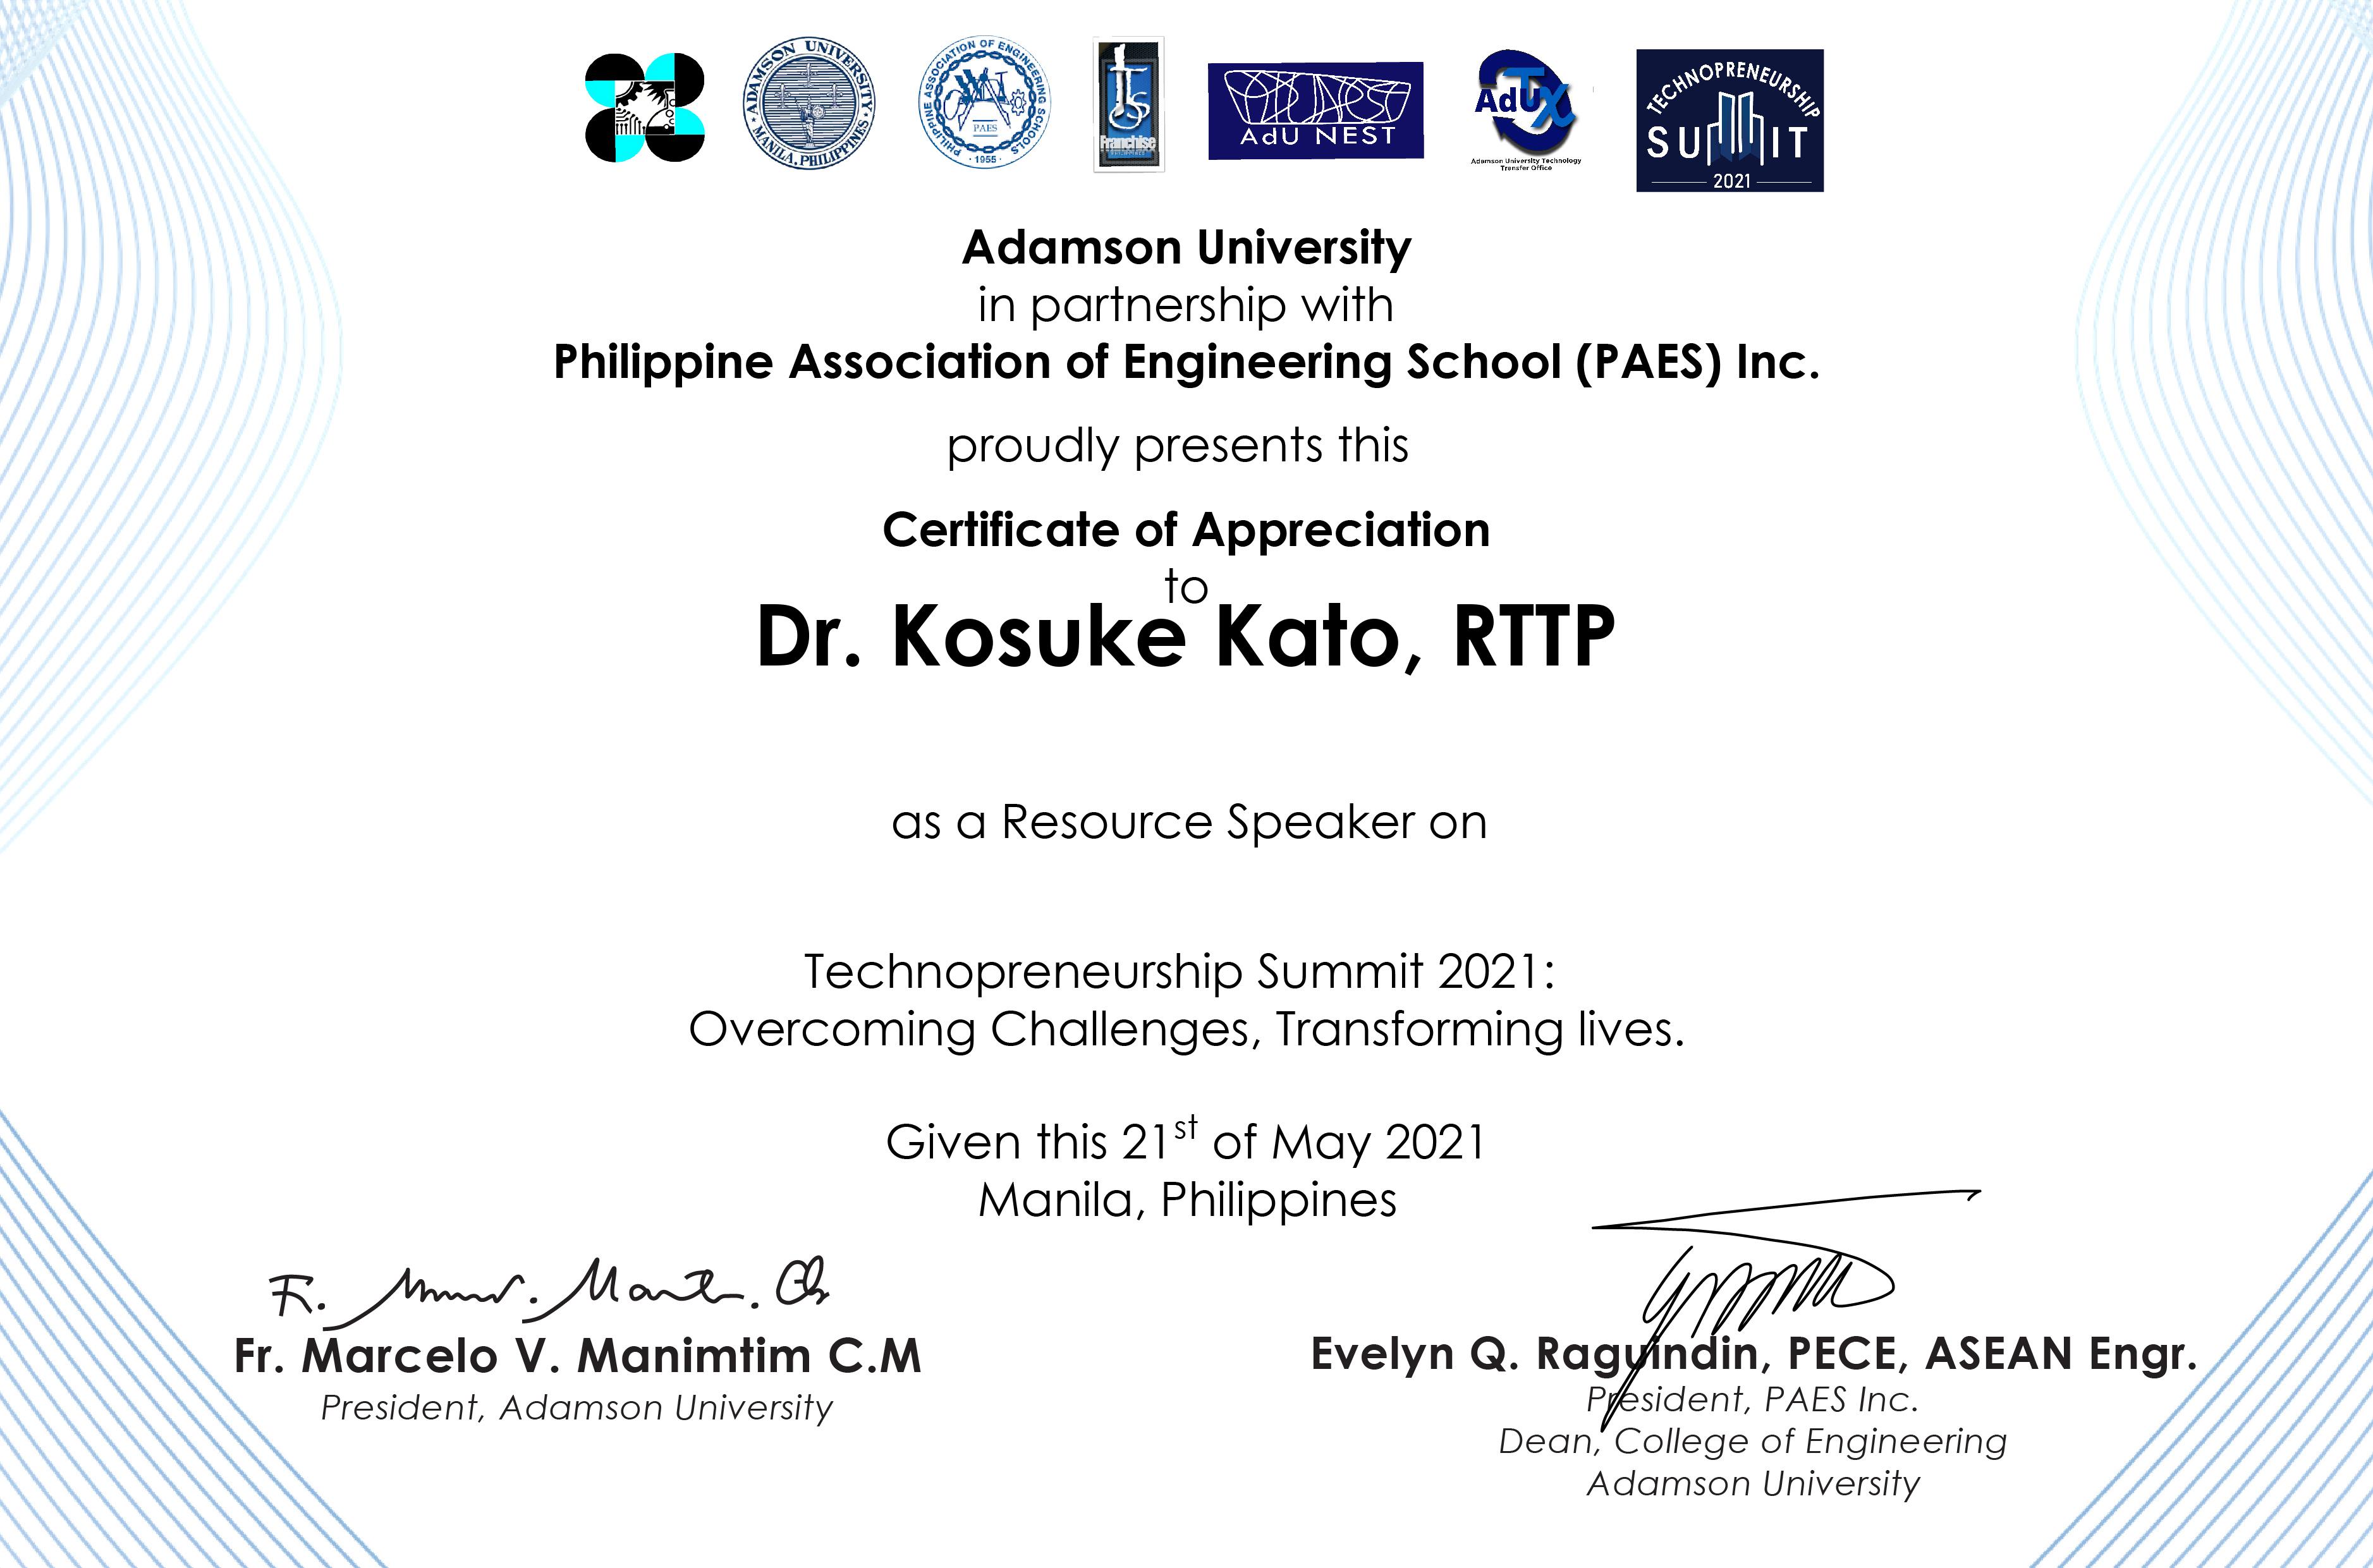 ADAMSON UNIVERSITY
MANILA, PHILIPPINES
PHILIPPINE ASSOCIATION OF ENGINEERING SCHOOLS
PAES
1955
Franchise
AdU NEST
AdUTX
Adamson University Technology
Transfer Office
TECHNOPRENEURSHIP
SUMMIT
2021
Adamson University
in partnership with
Philippine Association of Engineering School (PAES) Inc.
proudly presents this
Certificate of Appreciation
to
Dr. Kosuke Kato, RTTP
as a Resource Speaker on
Technopreneurship Summit 2021:
Overcoming Challenges, Transforming lives.
Given this 21st of May 2021
Manila, Philippines
Fr. Marcelo V. Manimtim C.M
President, Adamson University
Evelyn Q. Raguindin, PECE, ASEAN Engr.
President, PAES Inc.
Dean, College of Engineering
Adamson University